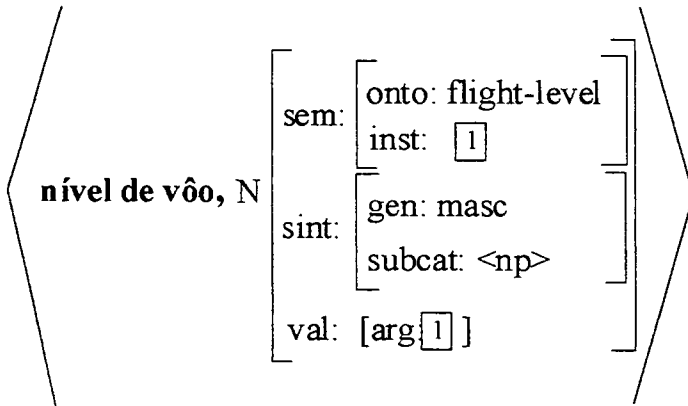 onto: flight-level
sem:
inst: 1
nível de vôo, N
gen: masc
sint:
subcat: <np>
val: [arg 1 ]